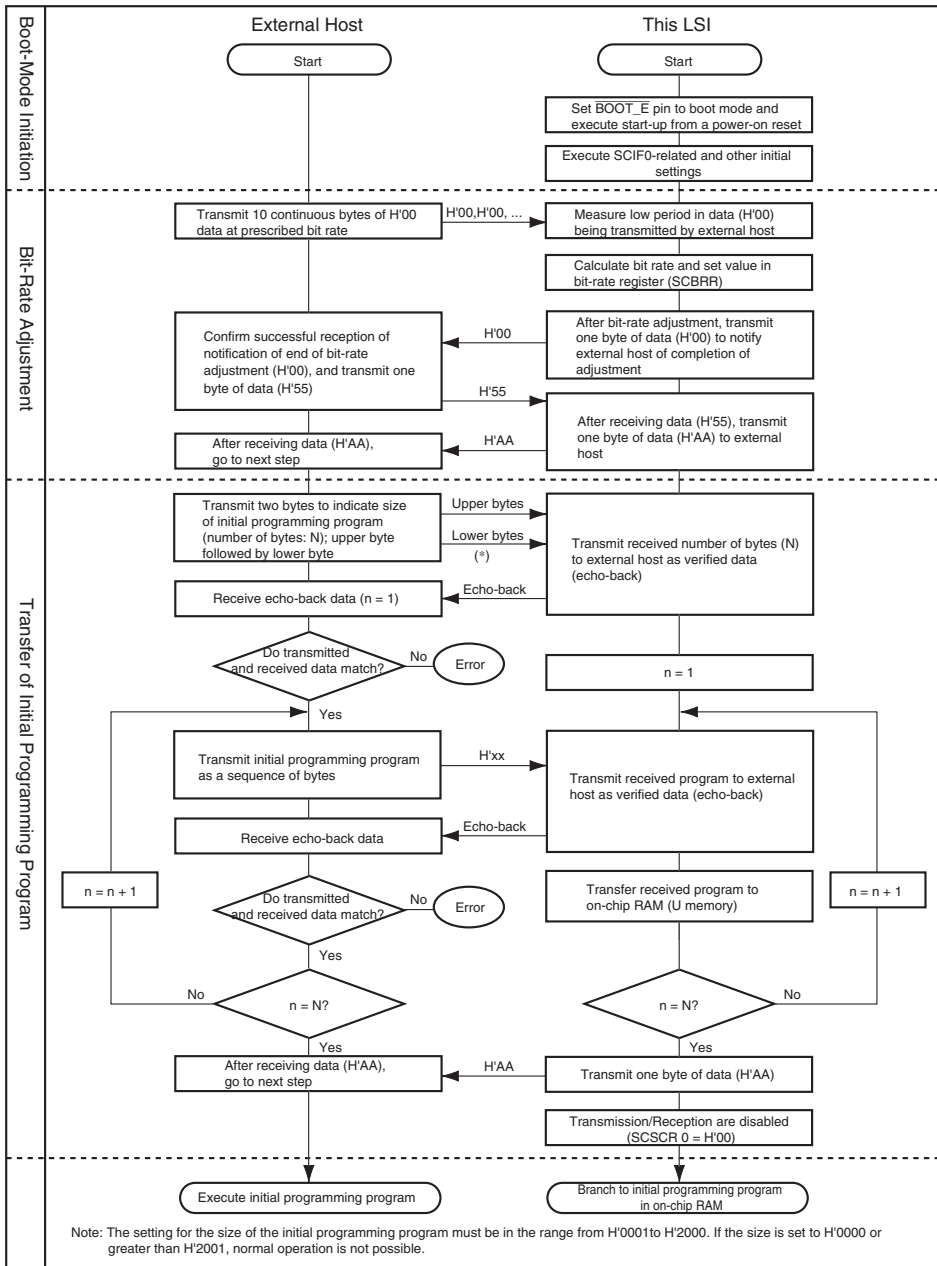 External Host
This LSI
Boot-Mode Initiation
Start
Start
Set BOOT_E pin to boot mode and
execute start-up from a power-on reset
Execute SCIF0-related and other initial
settings
Bit-Rate Adjustment
Transmit 10 continuous bytes of H'00
data at prescribed bit rate
H'00,H'00, ...
Measure low period in data (H'00)
being transmitted by external host
Calculate bit rate and set value in
bit-rate register (SCBRR)
Confirm successful reception of
notification of end of bit-rate
adjustment (H'00), and transmit one
byte of data (H'55)
H'00
After bit-rate adjustment, transmit
one byte of data (H'00) to notify
external host of completion of
adjustment
H'55
After receiving data (H'55), transmit
one byte of data (H'AA) to external
host
After receiving data (H'AA),
go to next step
H'AA
Transfer of Initial Programming Program
Transmit two bytes to indicate size
of initial programming program
(number of bytes: N); upper byte
followed by lower byte
Upper bytes
Lower bytes
(*)
Transmit received number of bytes (N)
to external host as verified data
(echo-back)
Receive echo-back data (n = 1)
Echo-back
Do transmitted
and received data match?
No
Error
n = 1
Yes
Transmit initial programming program
as a sequence of bytes
H'xx
Transmit received program to external
host as verified data (echo-back)
Receive echo-back data
Echo-back
n = n + 1
Do transmitted
and received data match?
No
Error
Transfer received program to
on-chip RAM (U memory)
n = n + 1
Yes
No
n = N?
n = N?
No
Yes
Yes
After receiving data (H'AA),
go to next step
H'AA
Transmit one byte of data (H'AA)
Transmission/Reception are disabled
(SCSCR 0 = H'00)
Execute initial programming program
Branch to initial programming program
in on-chip RAM
Note: The setting for the size of the initial programming program must be in the range from H'0001to H'2000. If the size is set to H'0000 or
greater than H'2001, normal operation is not possible.